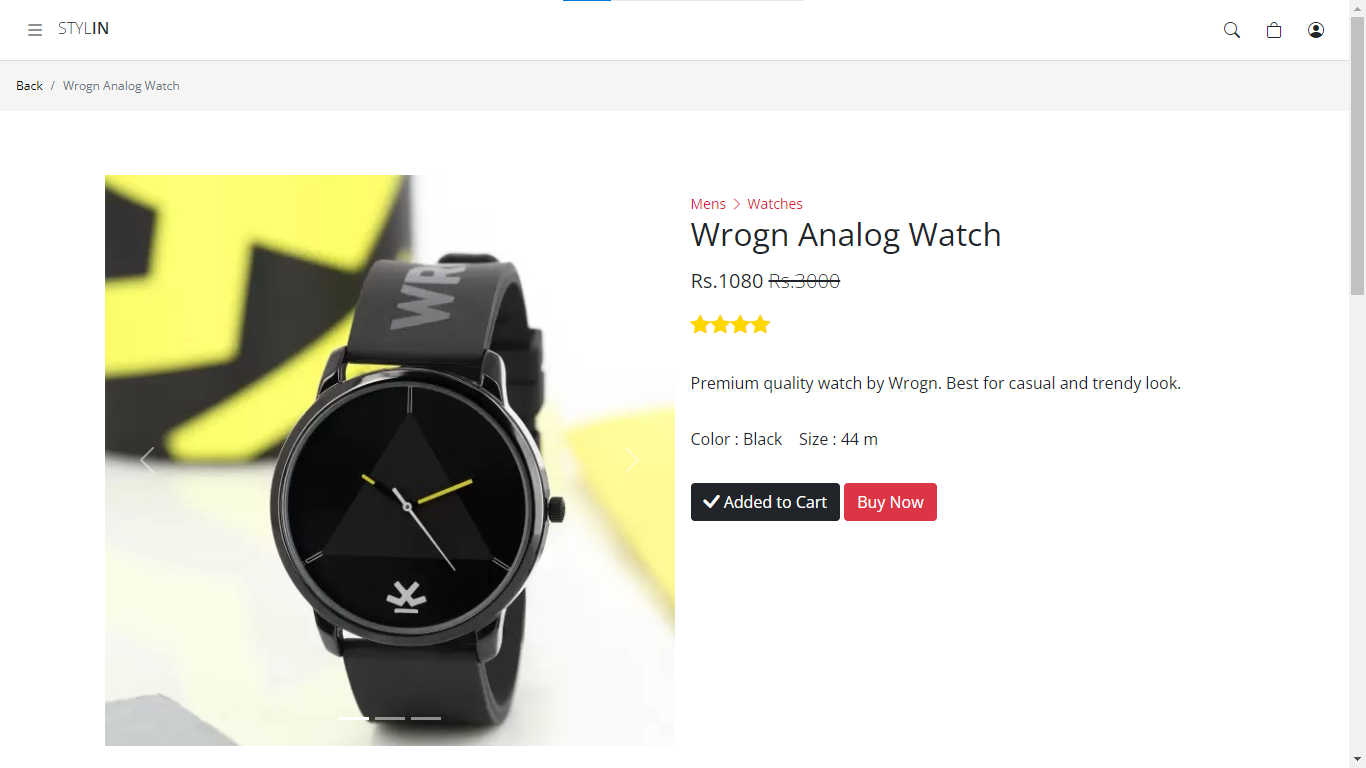 STYLIN
Back / Wrogn Analog Watch
WR
Mens > Watches
Wrogn Analog Watch
Rs.1080 Rs.3000
Premium quality watch by Wrogn. Best for casual and trendy look.
Color : Black Size : 44 m
Added to Cart Buy Now